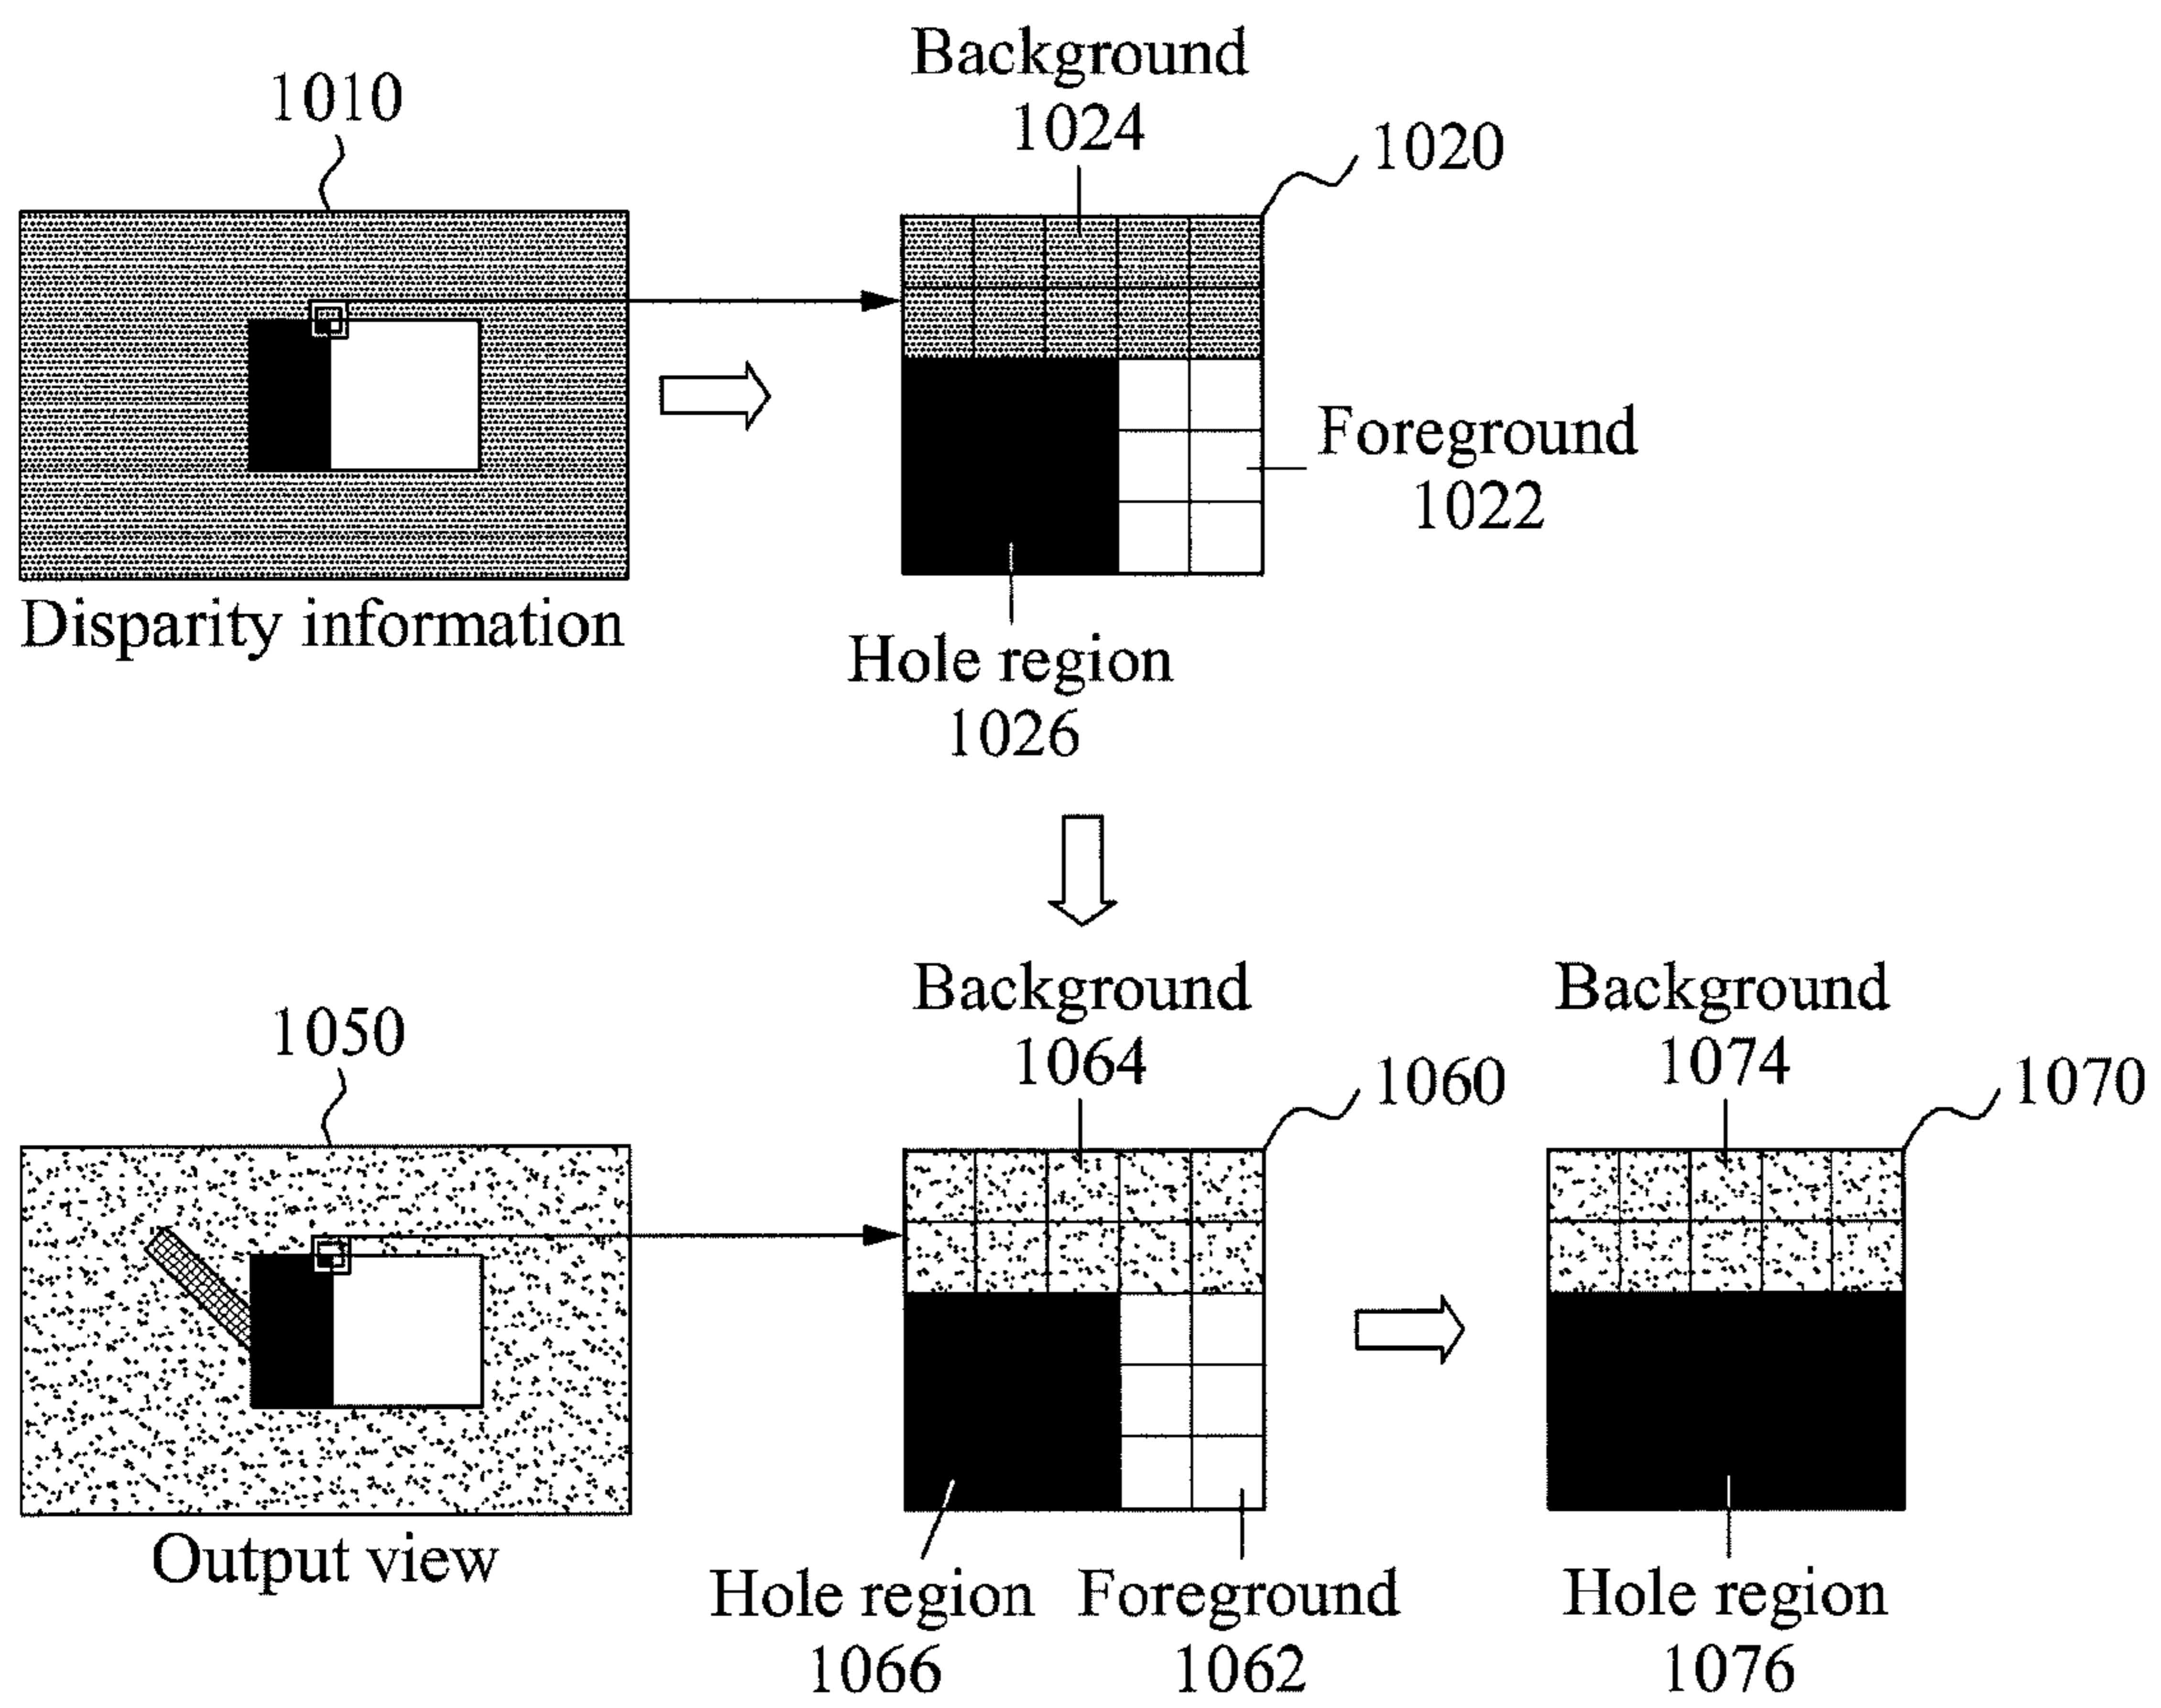 Background
1024
1010
1020
Foreground
1022
Disparity information
Hole region
1026
Background
1064
Background
1074
1050
1060
1070
Output view
Hole region
1066
Foreground
1062
Hole region
1076